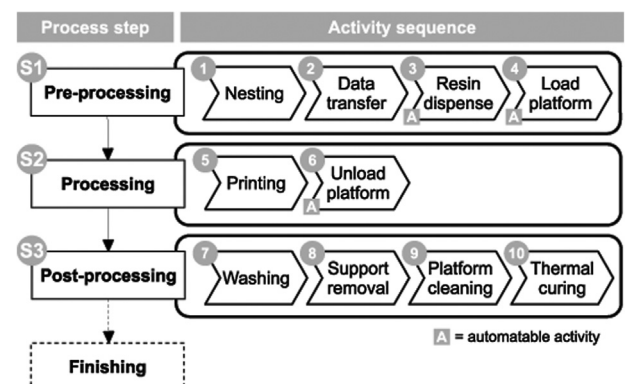 Process step
Activity sequence
S1
Pre-processing
1
Nesting
2
Data
transfer
3
Resin
dispense
A
4
Load
platform
A
S2
Processing
5
Printing
6
Unload
platform
A
S3
Post-processing
7
Washing
8
Support
removal
9
Platform
cleaning
10
Thermal
curing
A = automatable activity
Finishing